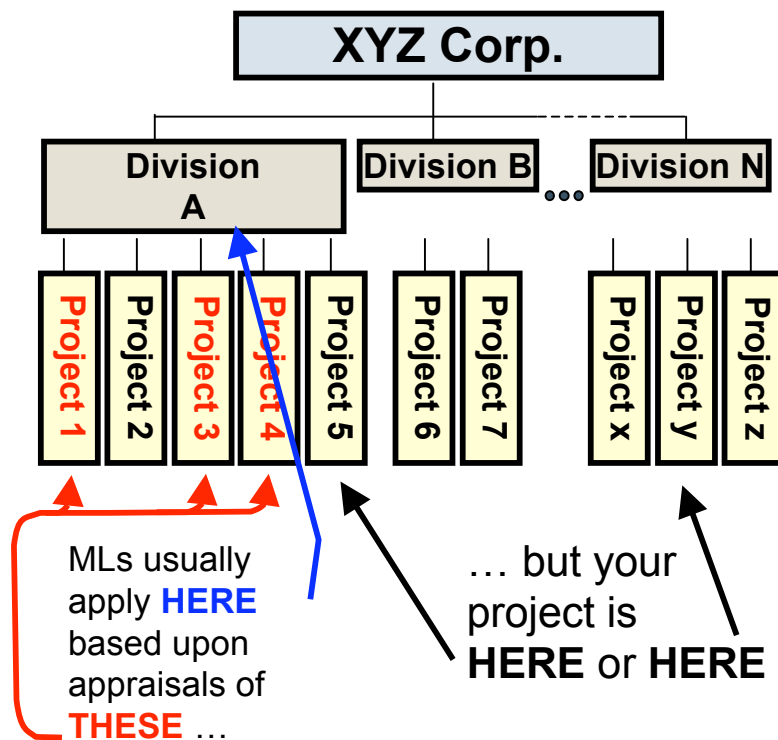 XYZ Corp.
Division
A
Division B
Division N
Project 1
Project 2
Project 3
Project 4
Project 5
Project 6
Project 7
Project x
Project y
Project z
MLs usually
apply HERE
based upon
appraisals of
THESE …
… but your
project is
HERE or HERE